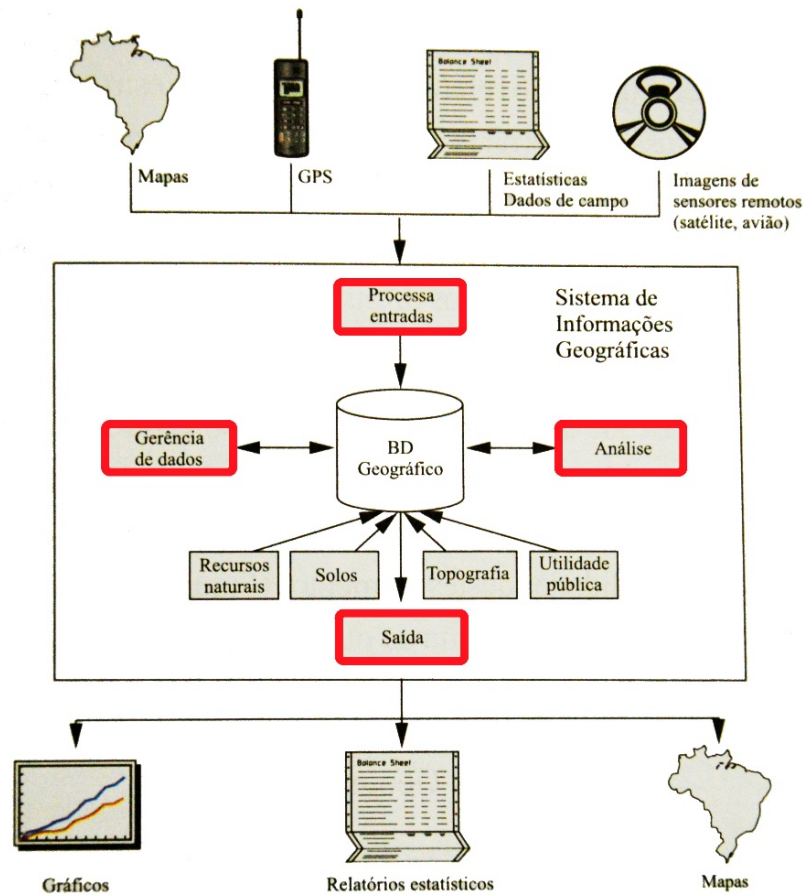 Balance Sheet
Mapas
GPS
Estatísticas
Dados de campo
Imagens de
sensores remotos
(satélite, avião)
Processa
entradas
Sistema de
Informações
Geográficas
Gerência
de dados
BD
Geográfico
Análise
Recursos
naturais
Solos
Topografia
Utilidade
pública
Saída
Balance Sheet
Gráficos
Relatórios estatísticos
Mapas